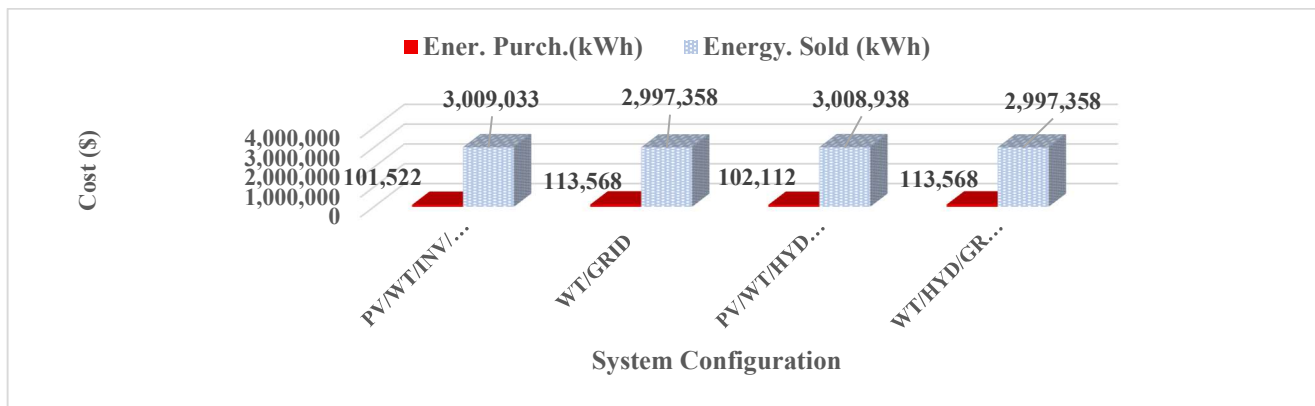 Ener. Purch.(kWh) Energy. Sold (kWh)
3,009,033 2,997,358 3,008,938 2,997,358
Cost ($)
4,000,000
3,000,000
2,000,000
1,000,000
0
101,522 113,568 102,112 113,568
PV/WT/INV/…
WT/GRID
PV/WT/HYD…
WT/HYD/GR…
System Configuration